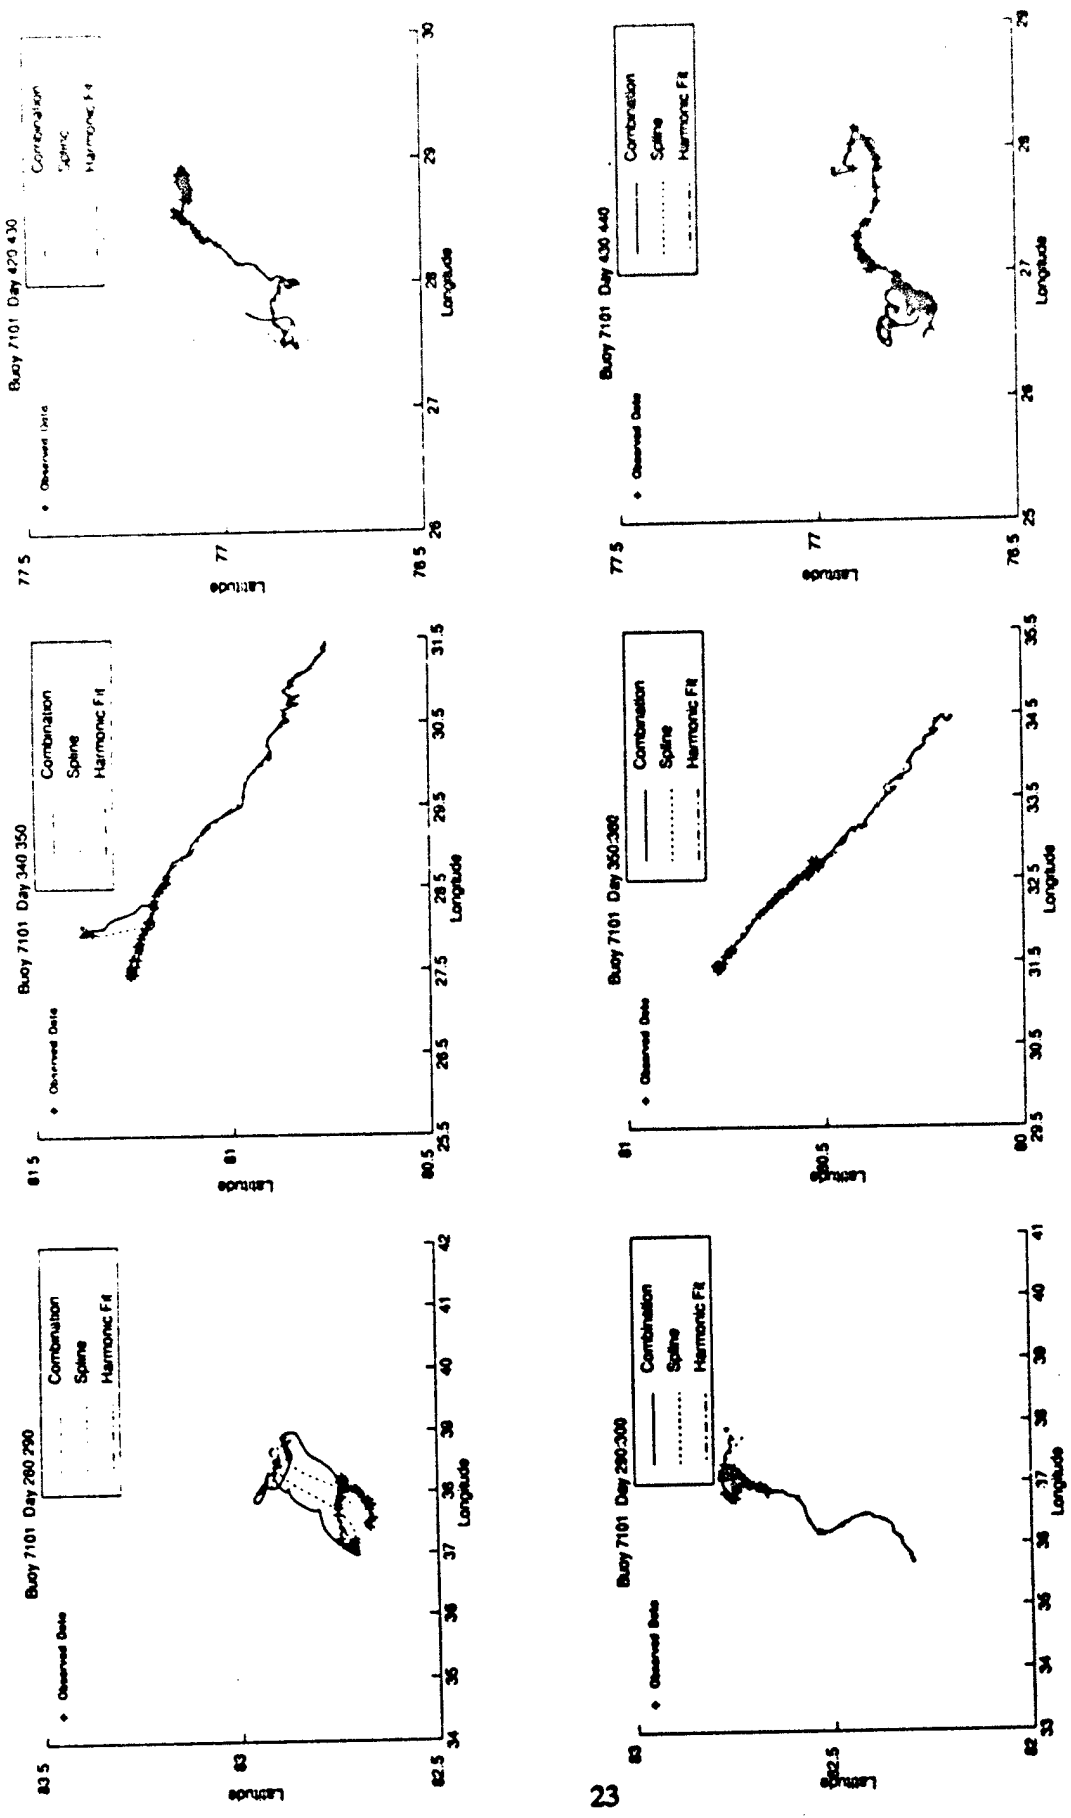 Buoy 7101 Day 280 290
+ Observed Data
Combination
Spline
Harmonic Fit
Latitude
83 5
83
82.5
34 35 36 37 38 39 40 41 42
Longitude
Buoy 7101 Day 340 350
+ Observed Data
Combination
Spline
Harmonic Fit
Latitude
81 5
81
80.5
25.5 26 5 27.5 28.5 29.5 30.5 31.5
Longitude
Buoy 7101 Day 420 430
+ Observed Data
Combination
Spline
Harmonic Fit
Latitude
77 5
77
76 5
26 27 28 29 30
Longitude
Buoy 7101 Day 290:300
+ Observed Data
Combination
Spline
Harmonic Fit
Latitude
83
82.5
82
33 34 35 36 37 38 39 40 41
Longitude
Buoy 7101 Day 350:360
+ Observed Data
Combination
Spline
Harmonic Fit
Latitude
81
80.5
80
29.5 30.5 31 5 32.5 33.5 34 5 35.5
Longitude
Buoy 7101 Day 430 440
+ Observed Data
Combination
Spline
Harmonic Fit
Latitude
77 5
77
76.5
25 26 27 28 29
Longitude
23